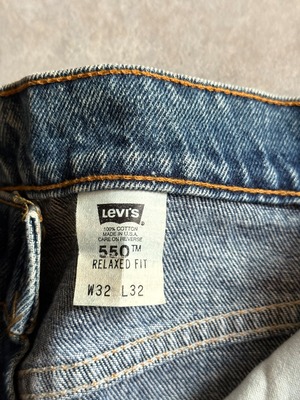 Levi's
100% COTTON
MADE IN U.S.A.
CARE ON REVERSE
550™
RELAXED FIT
W32 L32